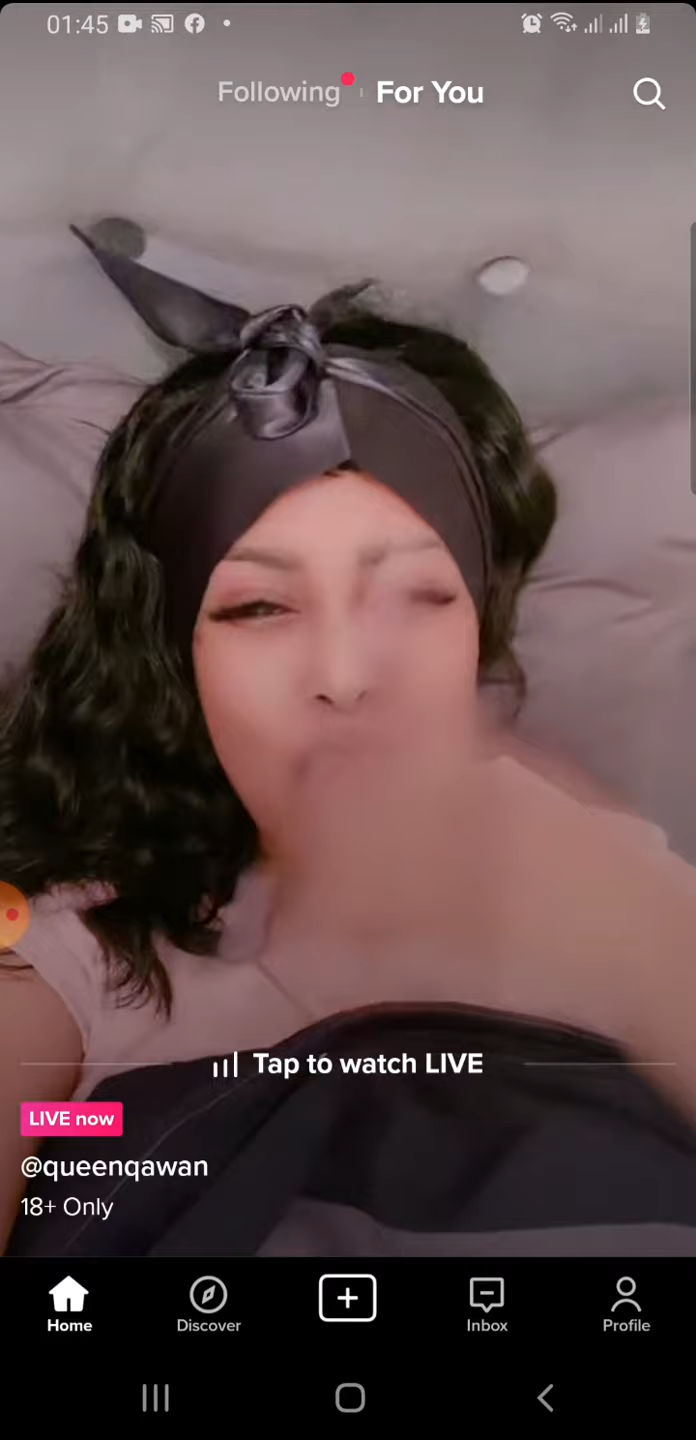 01:45
Following
For You
Tap to watch LIVE
LIVE now
@queenqawan
18+ Only
Home
Discover
Inbox
Profile